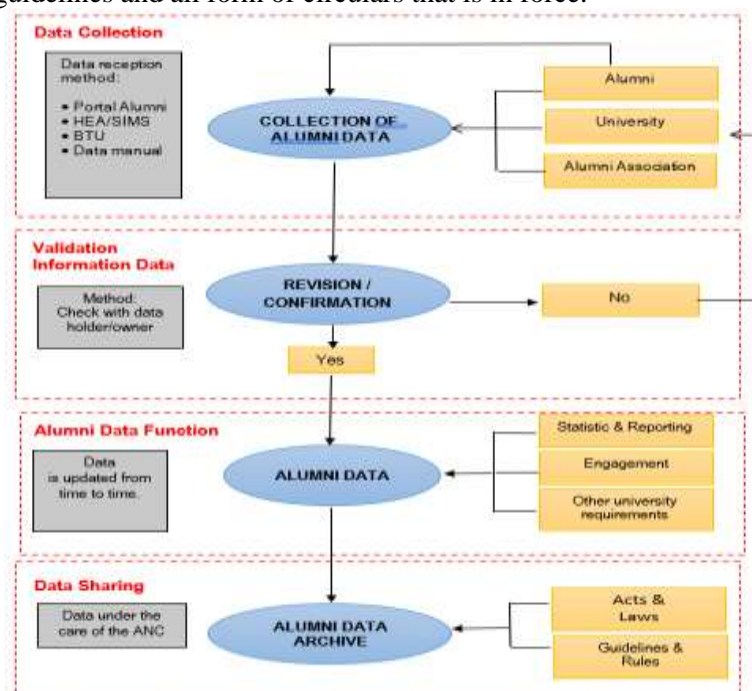 guidelines and all form of circulars that is in force.
Data Collection
Data reception
method:
• Portal Alumni
• HEA/SIMS
• BTU
• Data manual
COLLECTION OF
ALUMNI DATA
Alumni
University
Alumni Association
Validation
Information Data
Method:
Check with data
holder/owner
REVISION /
CONFIRMATION
No
Yes
Alumni Data Function
Data
is updated from
time to time.
ALUMNI DATA
Statistic & Reporting
Engagement
Other university
requirements
Data Sharing
Data under the
care of the ANC
ALUMNI DATA
ARCHIVE
Acts &
Laws
Guidelines &
Rules